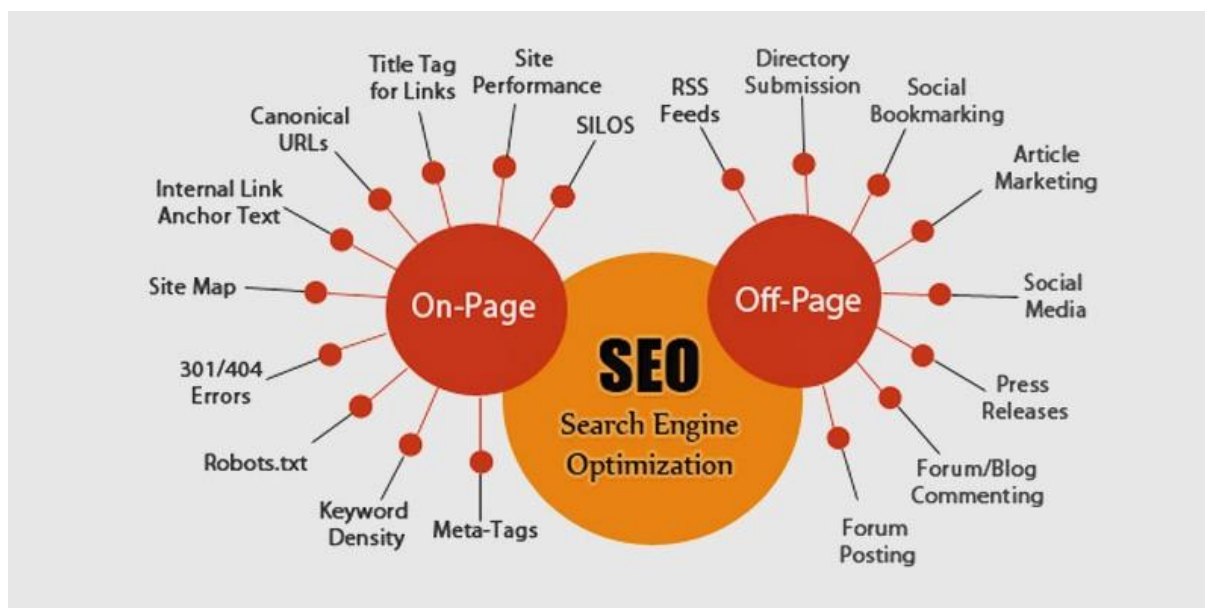 Site
Performance
Title Tag
for Links
SILOS
Canonical
URLs
Internal Link
Anchor Text
Site Map
301/404
Errors
Robots.txt
Keyword
Density
Meta-Tags
On-Page
SEO
Search Engine
Optimization
Off-Page
RSS
Feeds
Directory
Submission
Social
Bookmarking
Article
Marketing
Social
Media
Press
Releases
Forum/Blog
Commenting
Forum
Posting